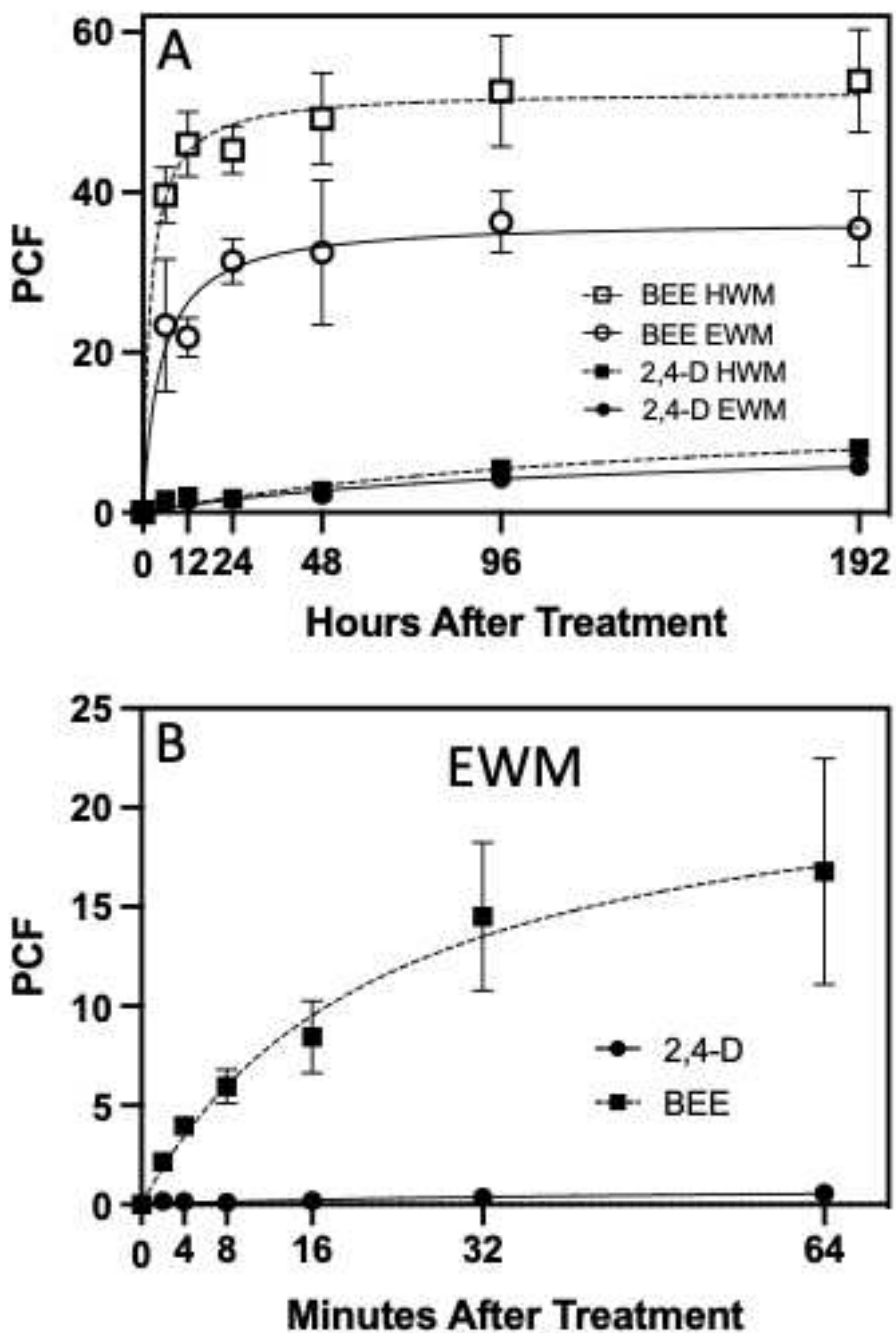 A
60
40
20
0
PCF
BEE HWM
BEE EWM
2,4-D HWM
2,4-D EWM
0 12 24 48 96 192
Hours After Treatment
B
EWM
25
20
15
10
5
0
PCF
2,4-D
BEE
0 4 8 16 32 64
Minutes After Treatment